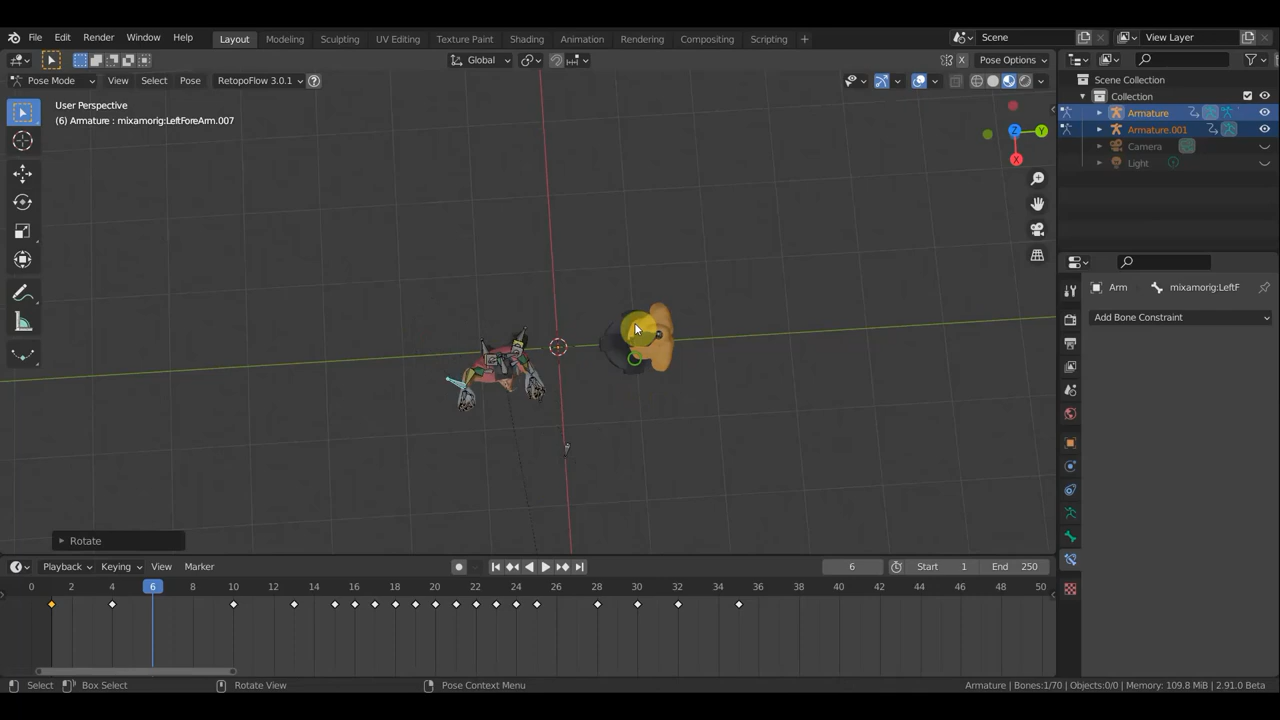 File Edit Render Window Help Layout Modeling Sculpting UV Editing Texture Paint Shading Animation Rendering Compositing Scripting + Scene View Layer
Global Pose Options
Pose Mode View Select Pose RetopoFlow 3.0.1
Scene Collection
Collection
Armature
Armature.001
Camera
Light
User Perspective
(6) Armature : mixamorig:LeftForeArm.007
X Y Z
Arm mixamorig:LeftF
Add Bone Constraint
Rotate
Playback Keying View Marker 6 Start 1 End 250
0 2 4 6 8 10 12 14 16 18 20 22 24 26 28 30 32 34 36 38 40 42 44 46 48 50
Select Box Select Rotate View Pose Context Menu Armature | Bones:1/70 | Objects:0/0 | Memory: 109.8 MiB | 2.91.0 Beta